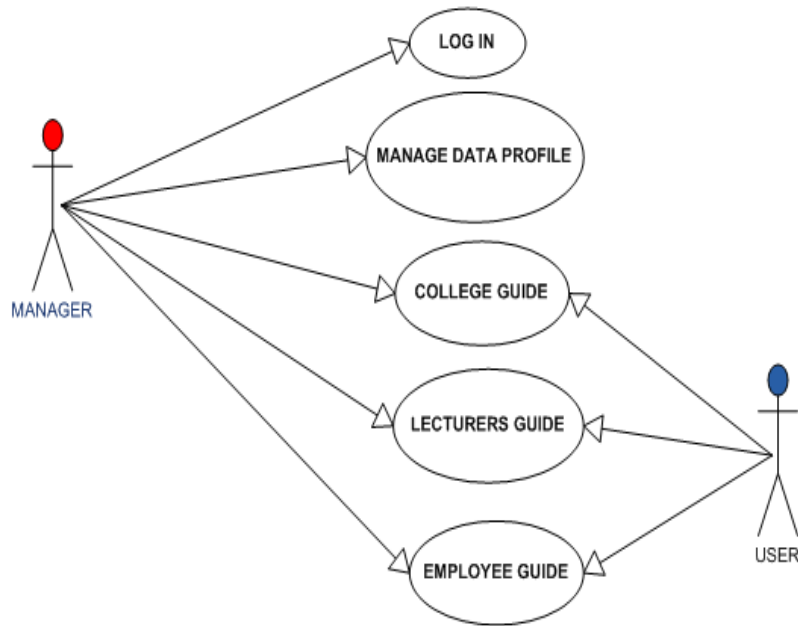 LOG IN
MANAGE DATA PROFILE
MANAGER
COLLEGE GUIDE
LECTURERS GUIDE
USER
EMPLOYEE GUIDE